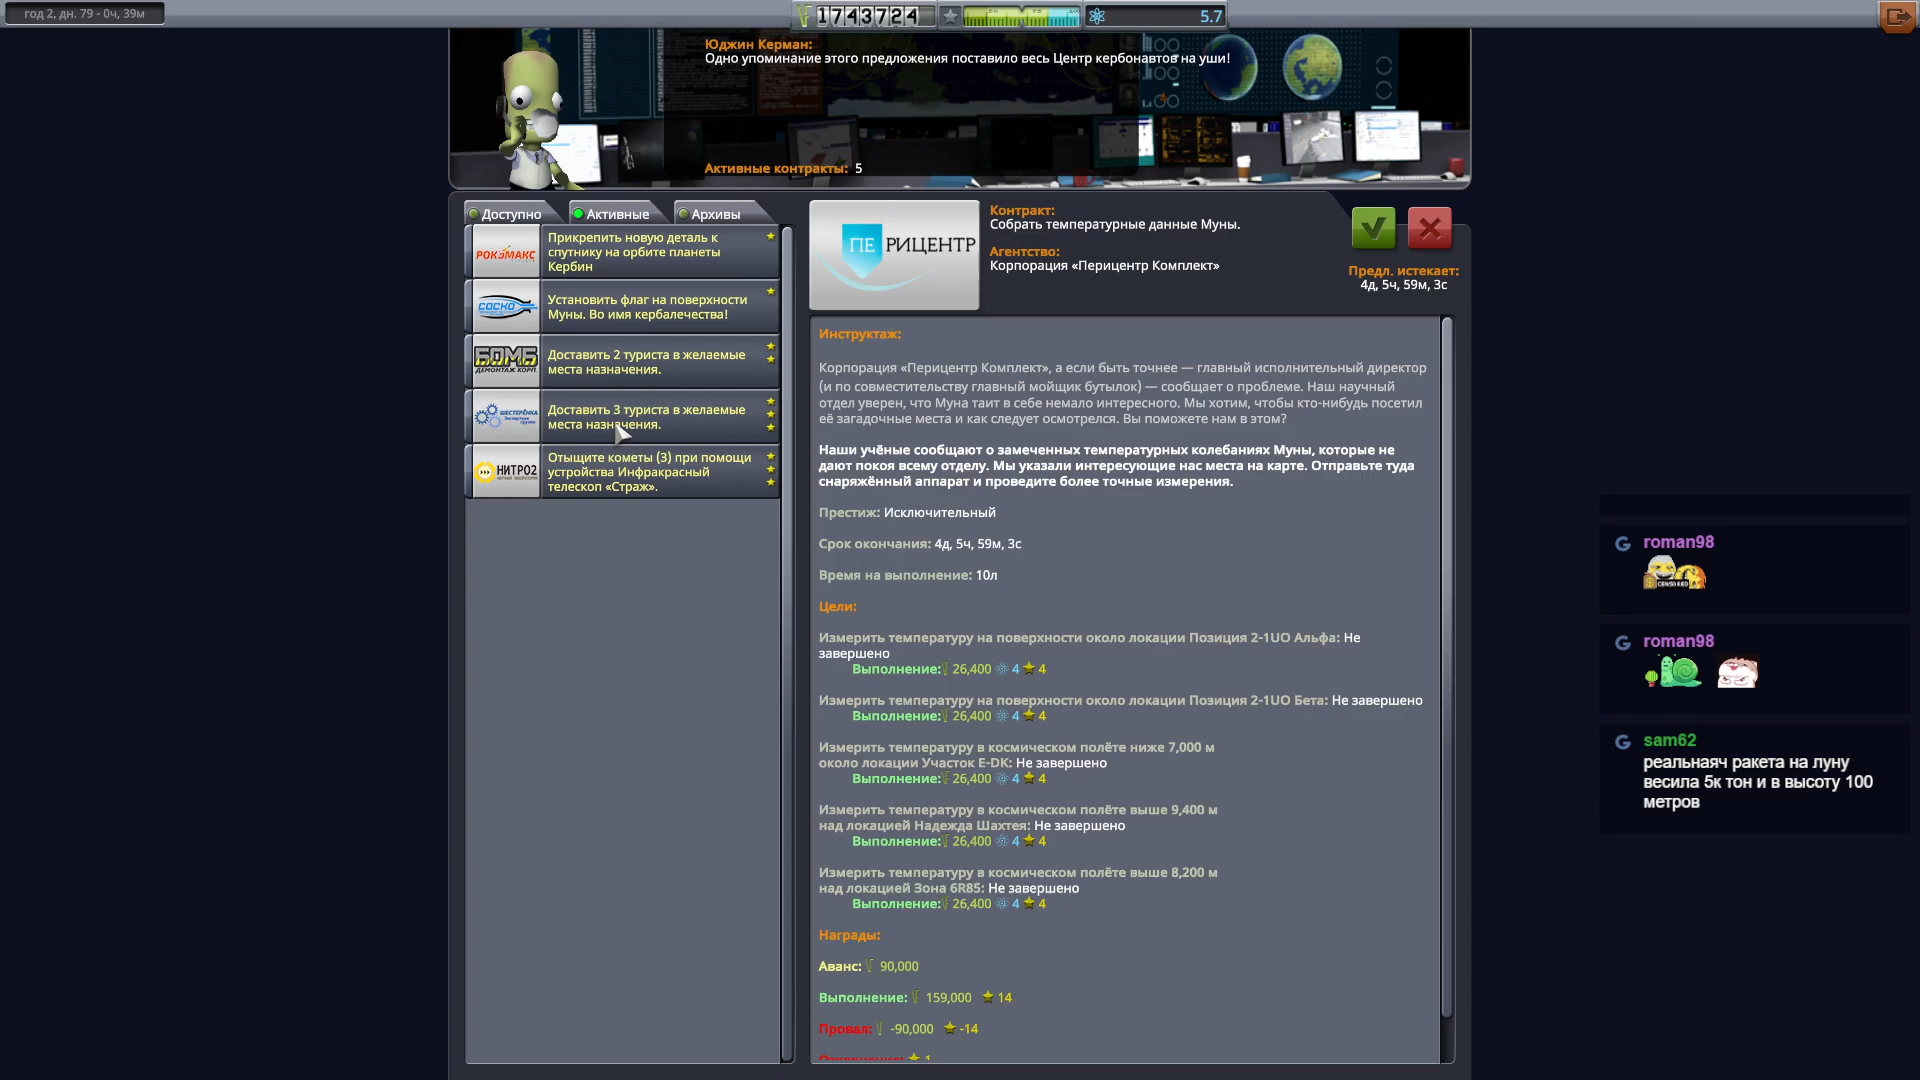 год 2, дн. 79 - 0ч, 39м
1743724
5.7
Юджин Керман:
Одно упоминание этого предложения поставило весь Центр кербонавтов на уши!
Активные контракты: 5
Доступно
Активные
Архивы
РОКОМАКС
Прикрепить новую деталь к
спутнику на орбите планеты
Кербин
СОСКО
Установить флаг на поверхности
Муны. Во имя кербалечества!
БОМБ
ДЕМОНТАЖ КОРП
Доставить 2 туриста в желаемые
места назначения.
ШЕСТЕРЁНКА
Доставить 3 туриста в желаемые
места назначения.
НИТРО2
Отыщите кометы (3) при помощи
устройства Инфракрасный
телескоп «Страж».
ПЕРИЦЕНТР
Контракт:
Собрать температурные данные Муны.
Агентство:
Корпорация «Перицентр Комплект»
Предл. истекает:
4д, 5ч, 59м, 3с
Инструктаж:
Корпорация «Перицентр Комплект», а если быть точнее — главный исполнительный директор
(и по совместительству главный мойщик бутылок) — сообщает о проблеме. Наш научный
отдел уверен, что Муна таит в себе немало интересного. Мы хотим, чтобы кто-нибудь посетил
её загадочные места и как следует осмотрелся. Вы поможете нам в этом?
Наши учёные сообщают о замеченных температурных колебаниях Муны, которые не
дают покоя всему отделу. Мы указали интересующие нас места на карте. Отправьте туда
снаряжённый аппарат и проведите более точные измерения.
Престиж: Исключительный
Срок окончания: 4д, 5ч, 59м, 3с
Время на выполнение: 10л
Цели:
Измерить температуру на поверхности около локации Позиция 2-1UO Альфа: Не
завершено
Выполнение: 26,400 4 4
Измерить температуру на поверхности около локации Позиция 2-1UO Бета: Не завершено
Выполнение: 26,400 4 4
Измерить температуру в космическом полёте ниже 7,000 м
около локации Участок E-DK: Не завершено
Выполнение: 26,400 4 4
Измерить температуру в космическом полёте выше 9,400 м
над локацией Надежда Шахтея: Не завершено
Выполнение: 26,400 4 4
Измерить температуру в космическом полёте выше 8,200 м
над локацией Зона 6R85: Не завершено
Выполнение: 26,400 4 4
Награды:
Аванс: 90,000
Выполнение: 159,000 14
Провал: -90,000 -14
roman98
CENSORED
roman98
sam62
реальнаяч ракета на луну
весила 5к тон и в высоту 100
метров